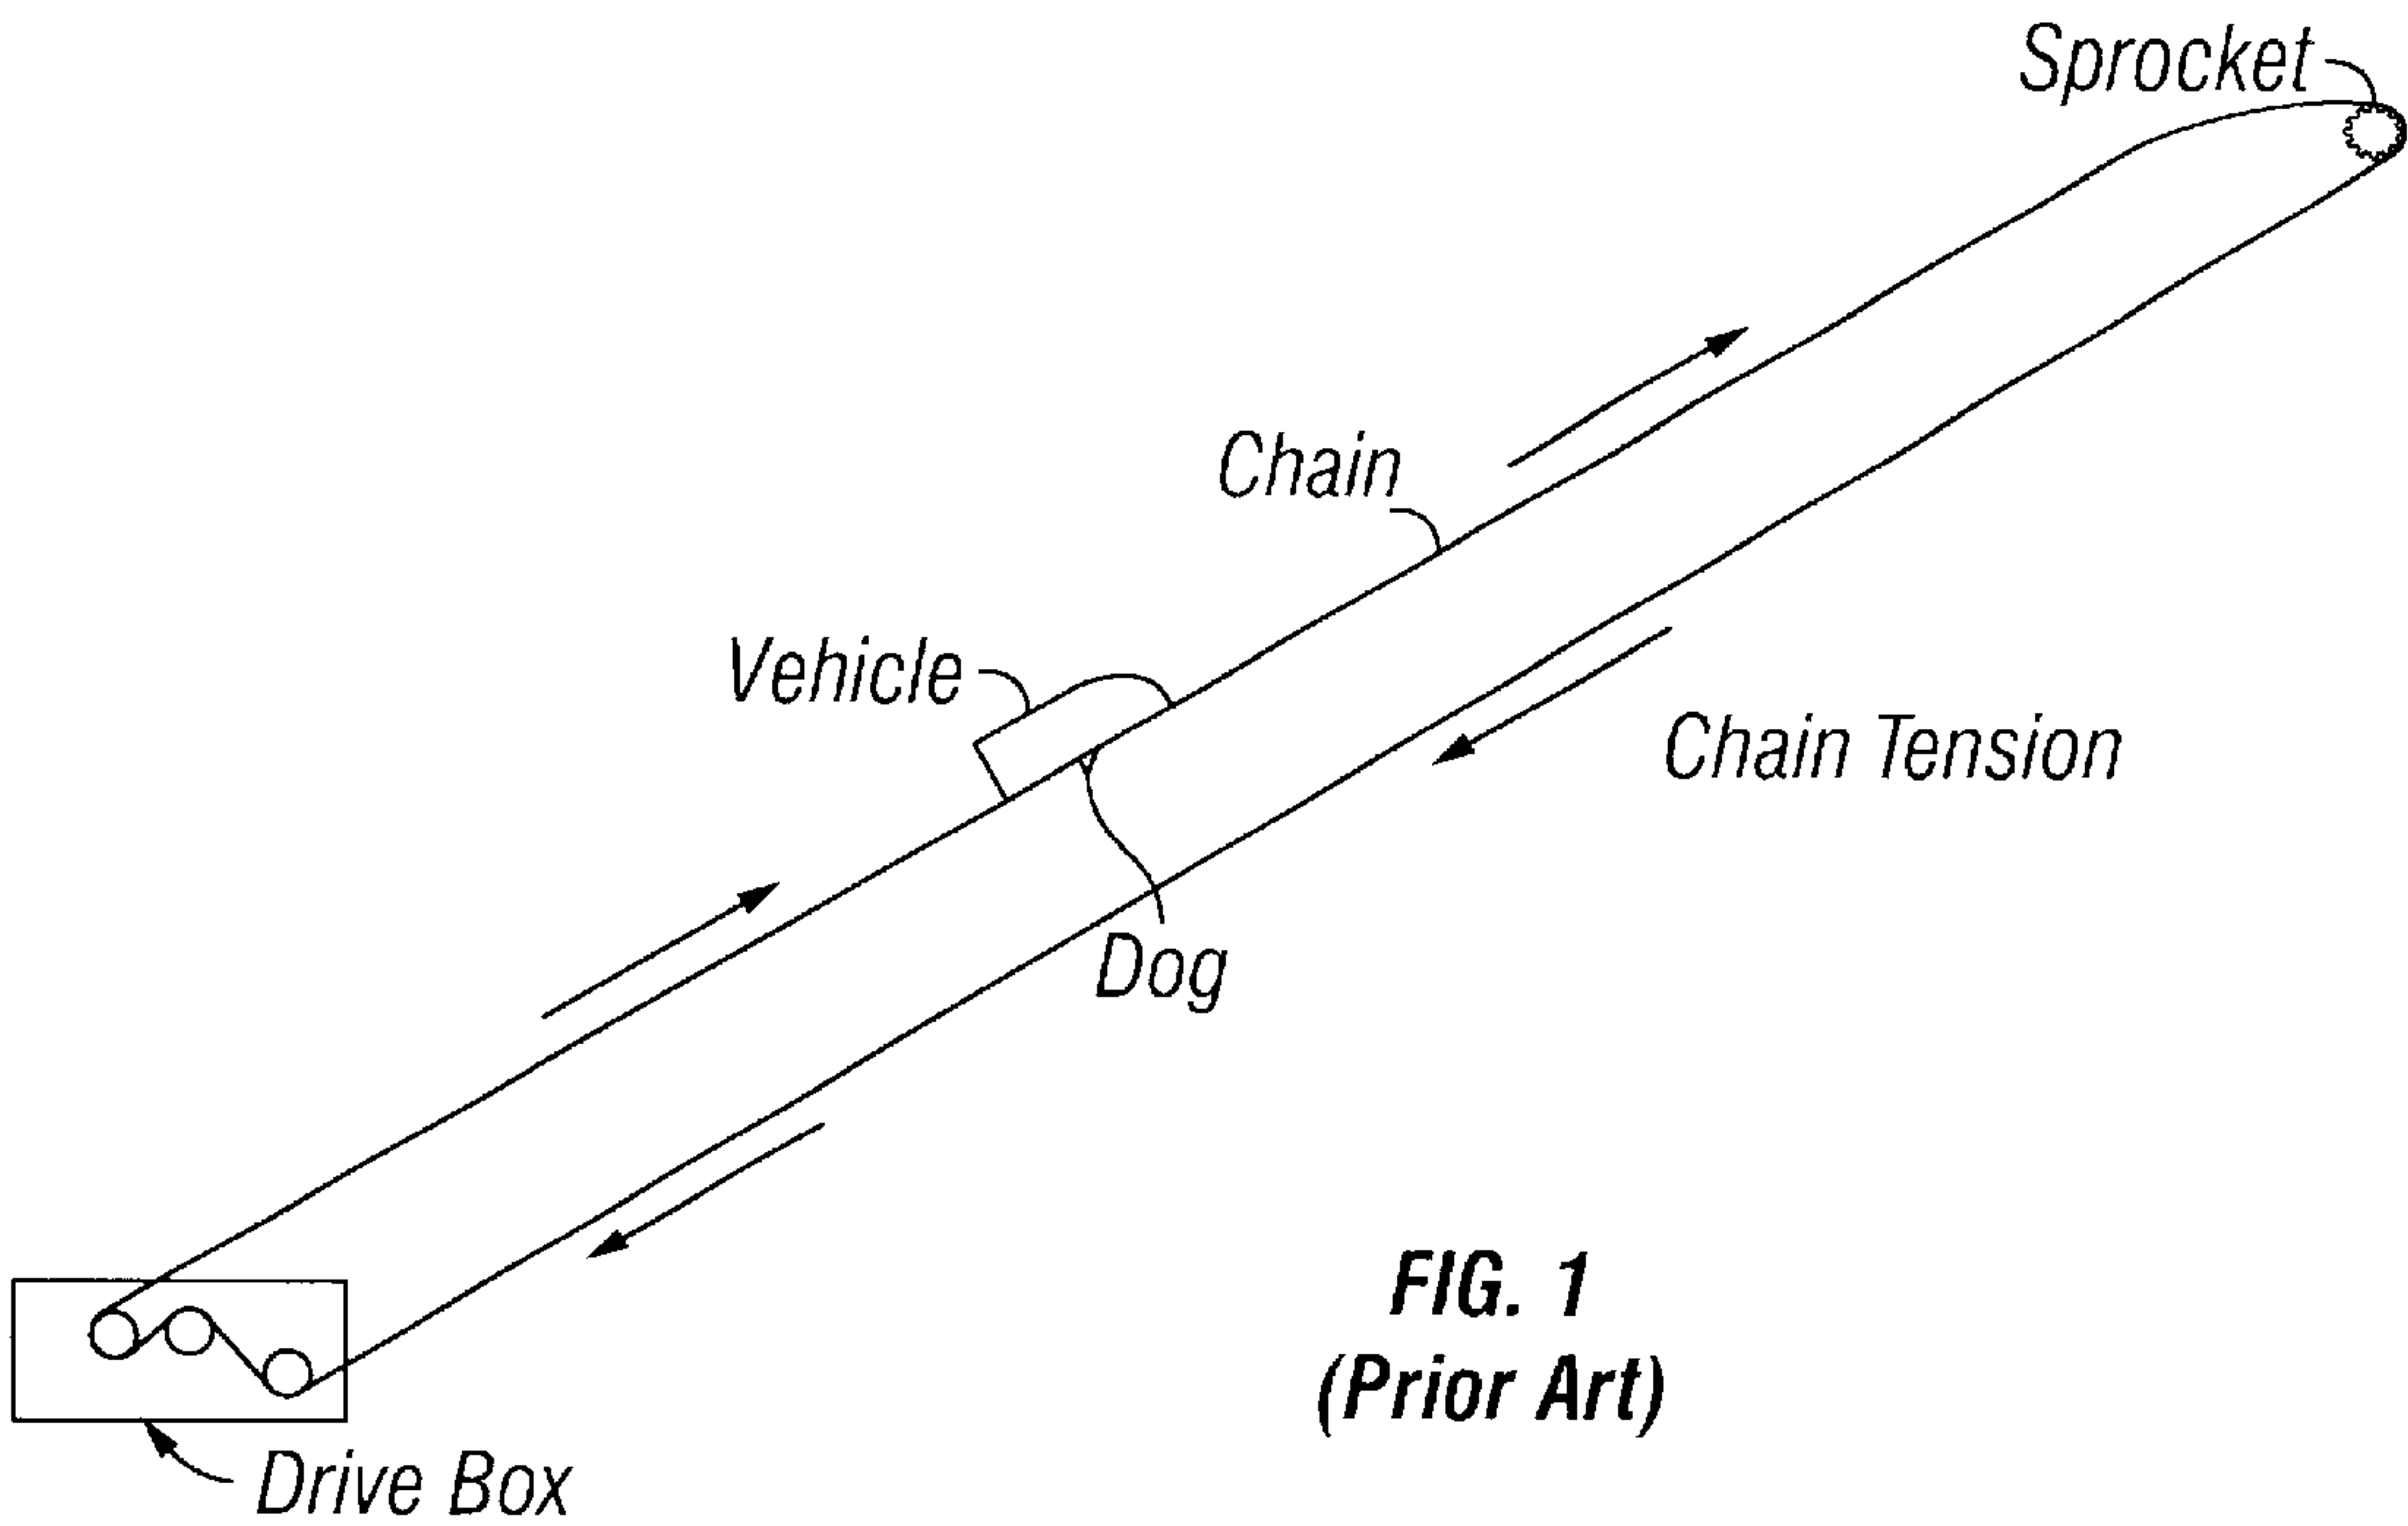 Sprocket
Chain
Vehicle
Chain Tension
Dog
FIG. 1
(Prior Art)
Drive Box